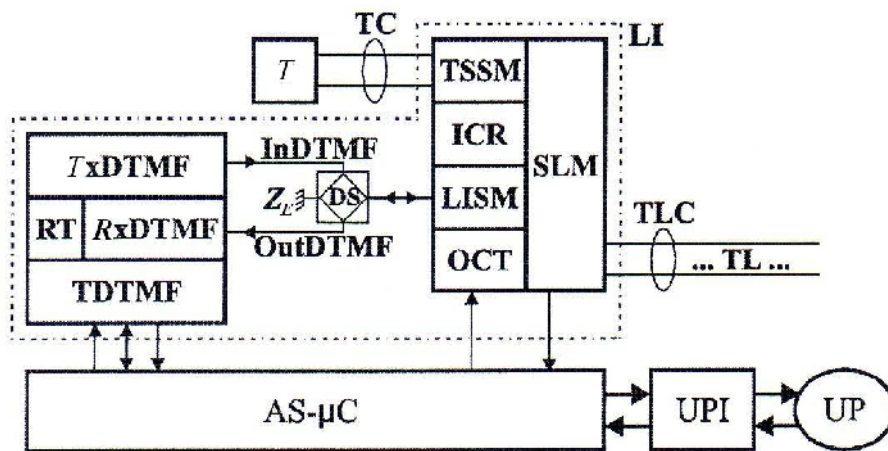 TC
LI
T
TSSM
ICR
SLM
LISM
OCT
InDTMF
TxDTMF
Z_E
DS
RT
RxDTMF
OutDTMF
TDTMF
TLC
... TL ...
AS-µC
UPI
UP